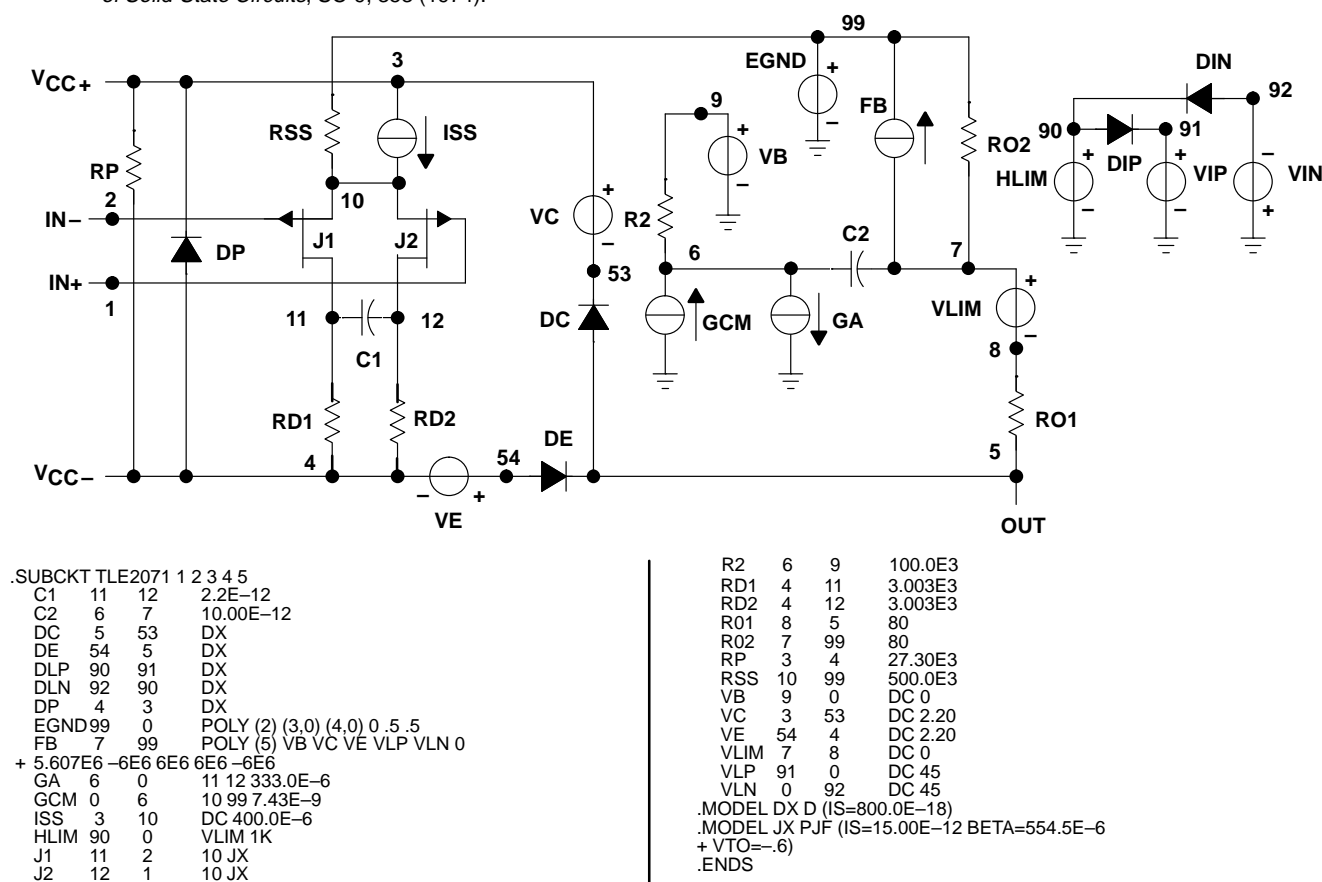 of Solid-State Circuits, SC-9, 353 (1974).
99
EGND
+
−
3
VCC+
DIN
92
9
FB
RSS
ISS
+
VB
−
90
91
RO2
DIP
+
HLIM
−
+
VIP
−
−
VIN
+
RP
10
2
IN−
+
VC
−
R2
C2
J1
J2
6
7
DP
IN+
1
53
+
VLIM
−
GCM
GA
11
12
DC
C1
8
RD1
RD2
RO1
DE
5
4
54
VCC−
−
+
VE
OUT
.SUBCKT TLE2071 1 2 3 4 5
C1 11 12 2.2E–12
C2 6 7 10.00E–12
DC 5 53 DX
DE 54 5 DX
DLP 90 91 DX
DLN 92 90 DX
DP 4 3 DX
EGND 99 0 POLY (2) (3,0) (4,0) 0 .5 .5
FB 7 99 POLY (5) VB VC VE VLP VLN 0
+ 5.607E6 –6E6 6E6 6E6 –6E6
GA 6 0 11 12 333.0E–6
GCM 0 6 10 99 7.43E–9
ISS 3 10 DC 400.0E–6
HLIM 90 0 VLIM 1K
J1 11 2 10 JX
J2 12 1 10 JX
R2 6 9 100.0E3
RD1 4 11 3.003E3
RD2 4 12 3.003E3
R01 8 5 80
R02 7 99 80
RP 3 4 27.30E3
RSS 10 99 500.0E3
VB 9 0 DC 0
VC 3 53 DC 2.20
VE 54 4 DC 2.20
VLIM 7 8 DC 0
VLP 91 0 DC 45
VLN 0 92 DC 45
.MODEL DX D (IS=800.0E–18)
.MODEL JX PJF (IS=15.00E–12 BETA=554.5E–6
+ VTO=–.6)
.ENDS